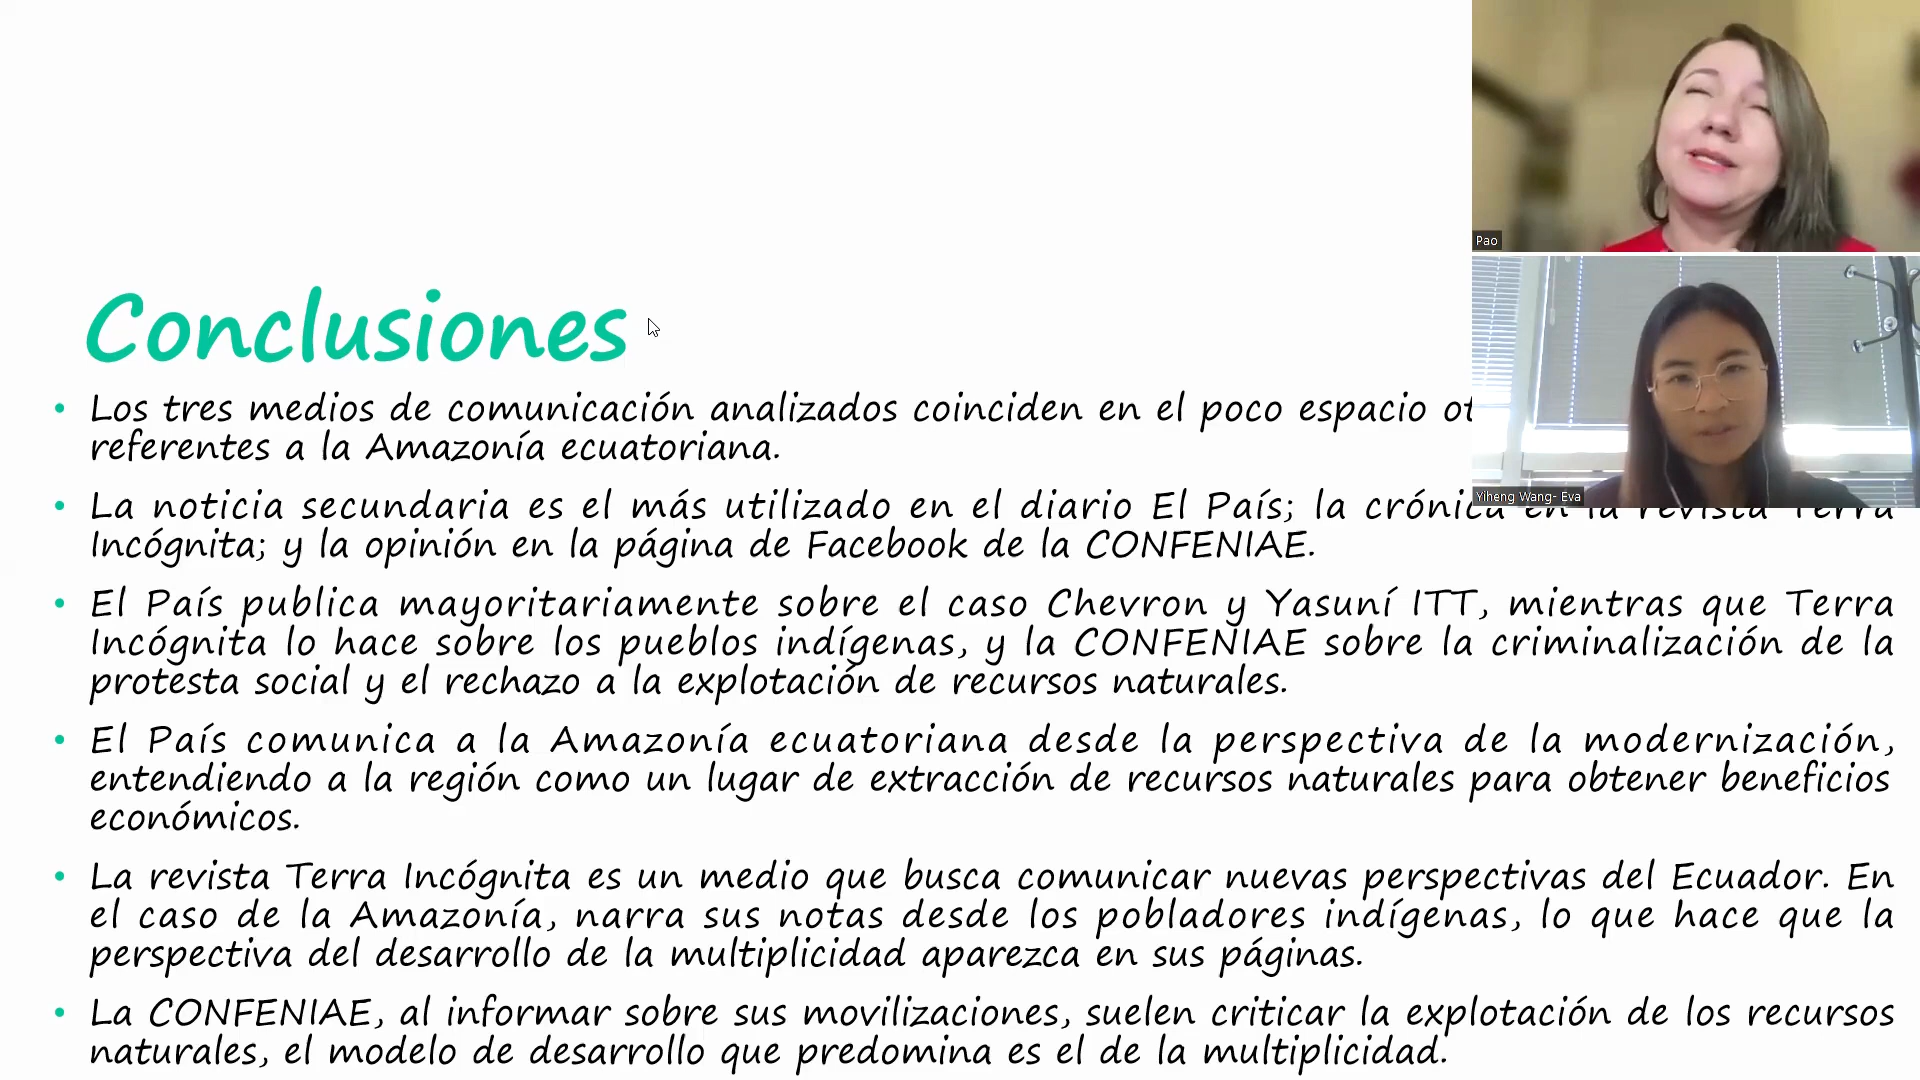 Pao
Yiheng Wang- Eva
Conclusiones
• Los tres medios de comunicación analizados coinciden en el poco espacio
referentes a la Amazonía ecuatoriana.
• La noticia secundaria es el más utilizado en el diario El País; la crónica en la revista Terra
Incógnita; y la opinión en la página de Facebook de la CONFENIAE.
• El País publica mayoritariamente sobre el caso Chevron y Yasuní ITT, mientras que Terra
Incógnita lo hace sobre los pueblos indígenas, y la CONFENIAE sobre la criminalización de la
protesta social y el rechazo a la explotación de recursos naturales.
• El País comunica a la Amazonía ecuatoriana desde la perspectiva de la modernización,
entendiendo a la región como un lugar de extracción de recursos naturales para obtener beneficios
económicos.
• La revista Terra Incógnita es un medio que busca comunicar nuevas perspectivas del Ecuador. En
el caso de la Amazonía, narra sus notas desde los pobladores indígenas, lo que hace que la
perspectiva del desarrollo de la multiplicidad aparezca en sus páginas.
• La CONFENIAE, al informar sobre sus movilizaciones, suelen criticar la explotación de los recursos
naturales, el modelo de desarrollo que predomina es el de la multiplicidad.